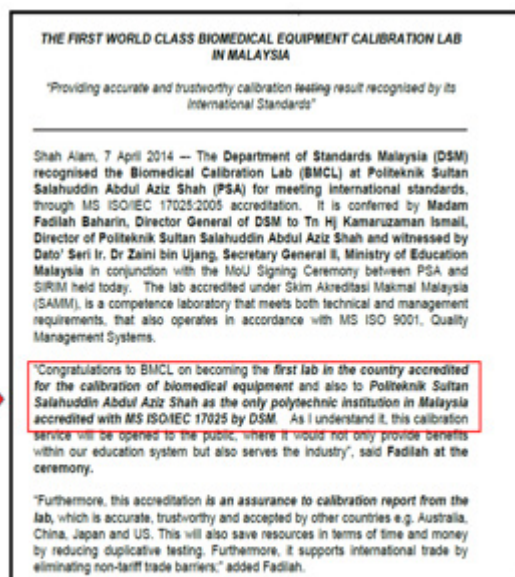 THE FIRST WORLD CLASS BIOMEDICAL EQUIPMENT CALIBRATION LAB
IN MALAYSIA
"Providing accurate and trustworthy calibration testing result recognised by its
International Standards"
Shah Alam, 7 April 2014 — The Department of Standards Malaysia (DSM)
recognised the Biomedical Calibration Lab (BMCL) at Politeknik Sultan
Salahuddin Abdul Aziz Shah (PSA) for meeting international standards,
through MS ISO/IEC 17025:2005 accreditation. It is conferred by Madam
Fadilah Baharin, Director General of DSM to Tn Hj Kamaruzaman Ismail,
Director of Politeknik Sultan Salahuddin Abdul Aziz Shah and witnessed by
Dato' Seri Ir. Dr Zaini bin Ujang, Secretary General II, Ministry of Education
Malaysia in conjunction with the MoU Signing Ceremony between PSA and
SIRIM held today. The lab accredited under Skim Akreditasi Makmal Malaysia
(SAMM), is a competence laboratory that meets both technical and management
requirements, that also operates in accordance with MS ISO 9001, Quality
Management Systems.
"Congratulations to BMCL on becoming the first lab in the country accredited
for the calibration of biomedical equipment and also to Politeknik Sultan
Salahuddin Abdul Aziz Shah as the only polytechnic institution in Malaysia
accredited with MS ISO/IEC 17025 by DSM. As I understand it, this calibration
service will be opened to the public, where it would not only provide benefits
within our education system but also serves the industry", said Fadilah at the
ceremony.
"Furthermore, this accreditation is an assurance to calibration report from the
lab, which is accurate, trustworthy and accepted by other countries e.g. Australia,
China, Japan and US. This will also save resources in terms of time and money
by reducing duplicative testing. Furthermore, it supports international trade by
eliminating non-tariff trade barriers;" added Fadilah.